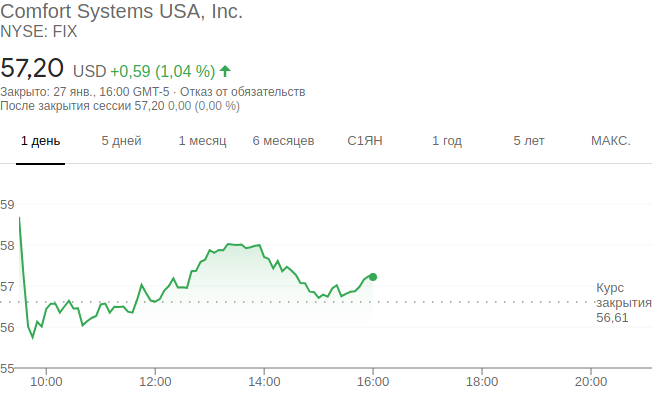 Comfort Systems USA, Inc.
NYSE: FIX
57,20 USD +0,59 (1,04 %)
Закрыто: 27 янв., 16:00 GMT-5 · Отказ от обязательств
После закрытия сессии 57,20 0,00 (0,00 %)
1 день 5 дней 1 месяц 6 месяцев С1ЯН 1 год 5 лет МАКС.
59
58
57
Курс
закрытия
56,61
56
55
10:00 12:00 14:00 16:00 18:00 20:00